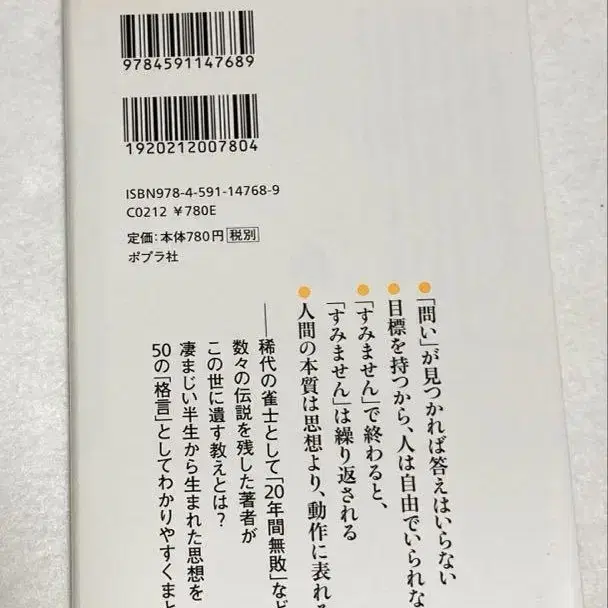 9784591147689
1920212007804
ISBN978-4-591-14768-9
C0212 ¥780E
定価:本体780円 税別
ポプラ社
● 「問い」が見つかれば答えはいらない
● 目標を持つから、人は自由でいられな
● 「すみません」で終わると、
「すみません」は繰り返される
● 人間の本質は思想より、動作に表れる
──稀代の雀士として「20年間無敗」など
数々の伝説を残した著者が
この世に遺す教えとは?
凄まじい半生から生まれた思想を
50の「格言」としてわかりやすくまと